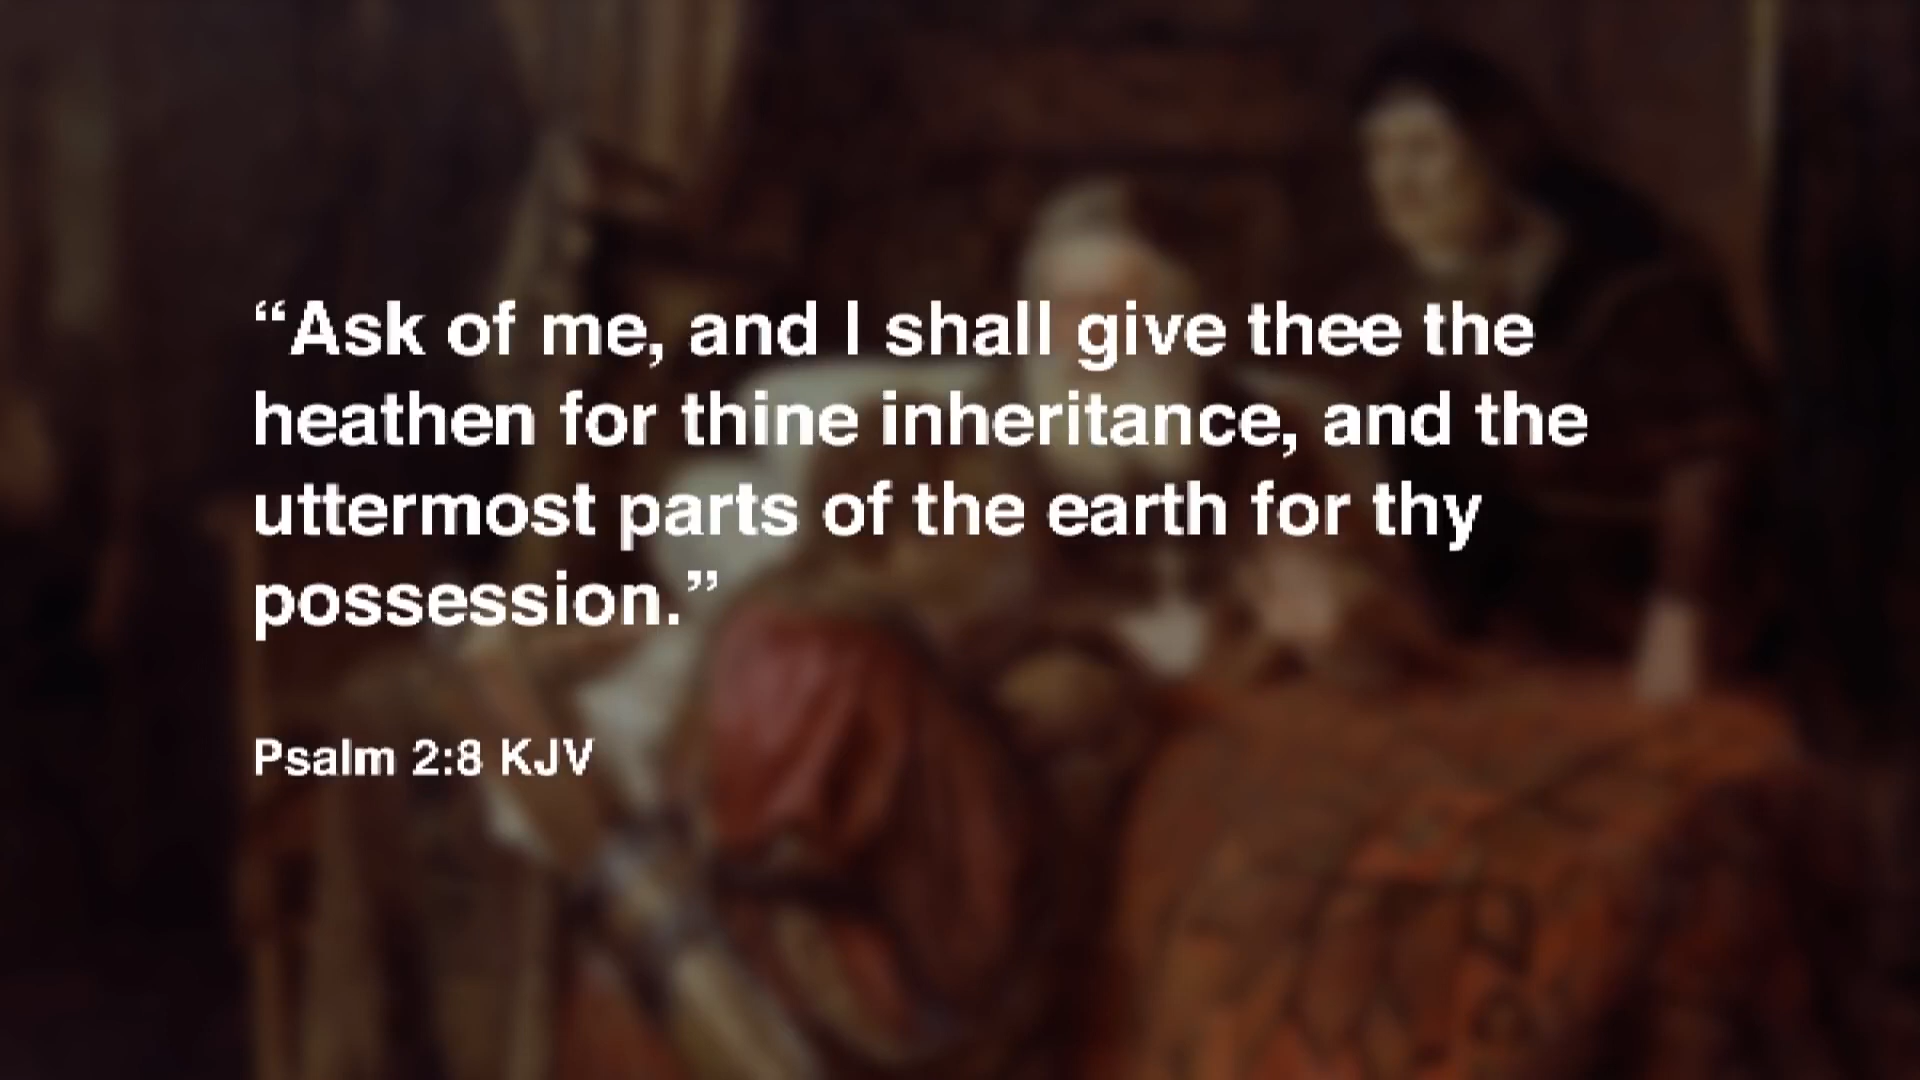 “Ask of me, and I shall give thee the
heathen for thine inheritance, and the
uttermost parts of the earth for thy
possession.”
Psalm 2:8 KJV